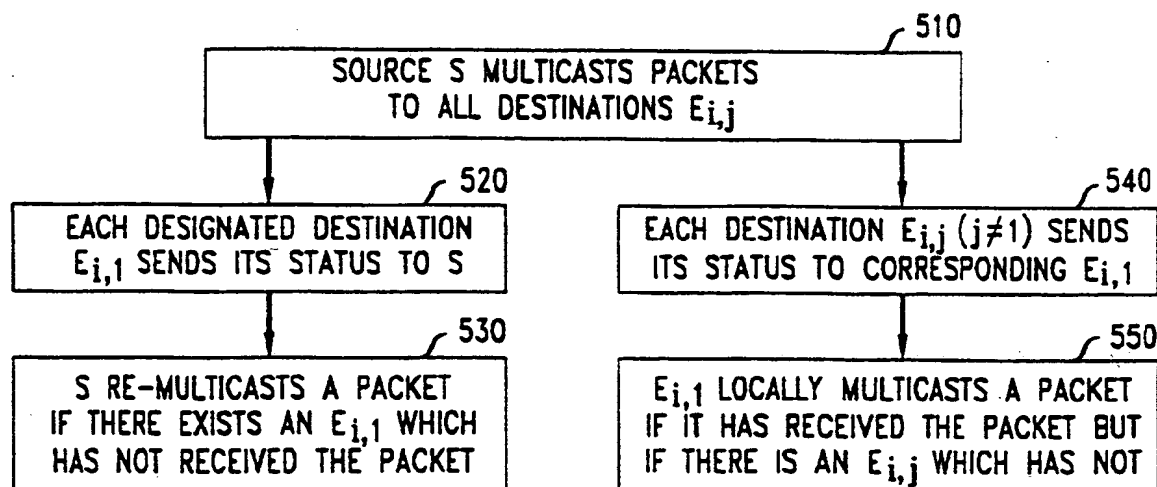 510
SOURCE S MULTICASTS PACKETS
TO ALL DESTINATIONS Ei,j
520
EACH DESIGNATED DESTINATION
Ei,1 SENDS ITS STATUS TO S
540
EACH DESTINATION Ei,j (j≠1) SENDS
ITS STATUS TO CORRESPONDING Ei,1
530
S RE-MULTICASTS A PACKET
IF THERE EXISTS AN Ei,1 WHICH
HAS NOT RECEIVED THE PACKET
550
Ei,1 LOCALLY MULTICASTS A PACKET
IF IT HAS RECEIVED THE PACKET BUT
IF THERE IS AN Ei,j WHICH HAS NOT